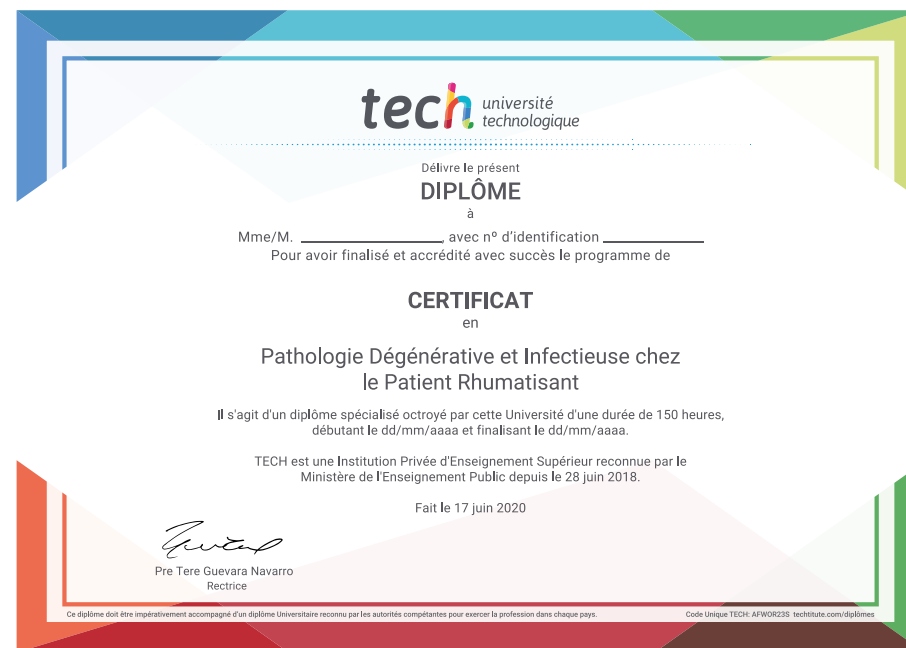 tech université
technologique
Délivre le présent
DIPLÔME
à
Mme/M. ____________, avec nº d'identification ____________
Pour avoir finalisé et accrédité avec succès le programme de
CERTIFICAT
en
Pathologie Dégénérative et Infectieuse chez
le Patient Rhumatisant
Il s'agit d'un diplôme spécialisé octroyé par cette Université d'une durée de 150 heures,
débutant le dd/mm/aaaa et finalisant le dd/mm/aaaa.
TECH est une Institution Privée d'Enseignement Supérieur reconnue par le
Ministère de l'Enseignement Public depuis le 28 juin 2018.
Fait le 17 juin 2020
Pre Tere Guevara Navarro
Rectrice
Ce diplôme doit être impérativement accompagné d'un diplôme Universitaire reconnu par les autorités compétantes pour exercer la profession dans chaque pays.
Code Unique TECH: AFWOR23S techtitute.com/diplômes